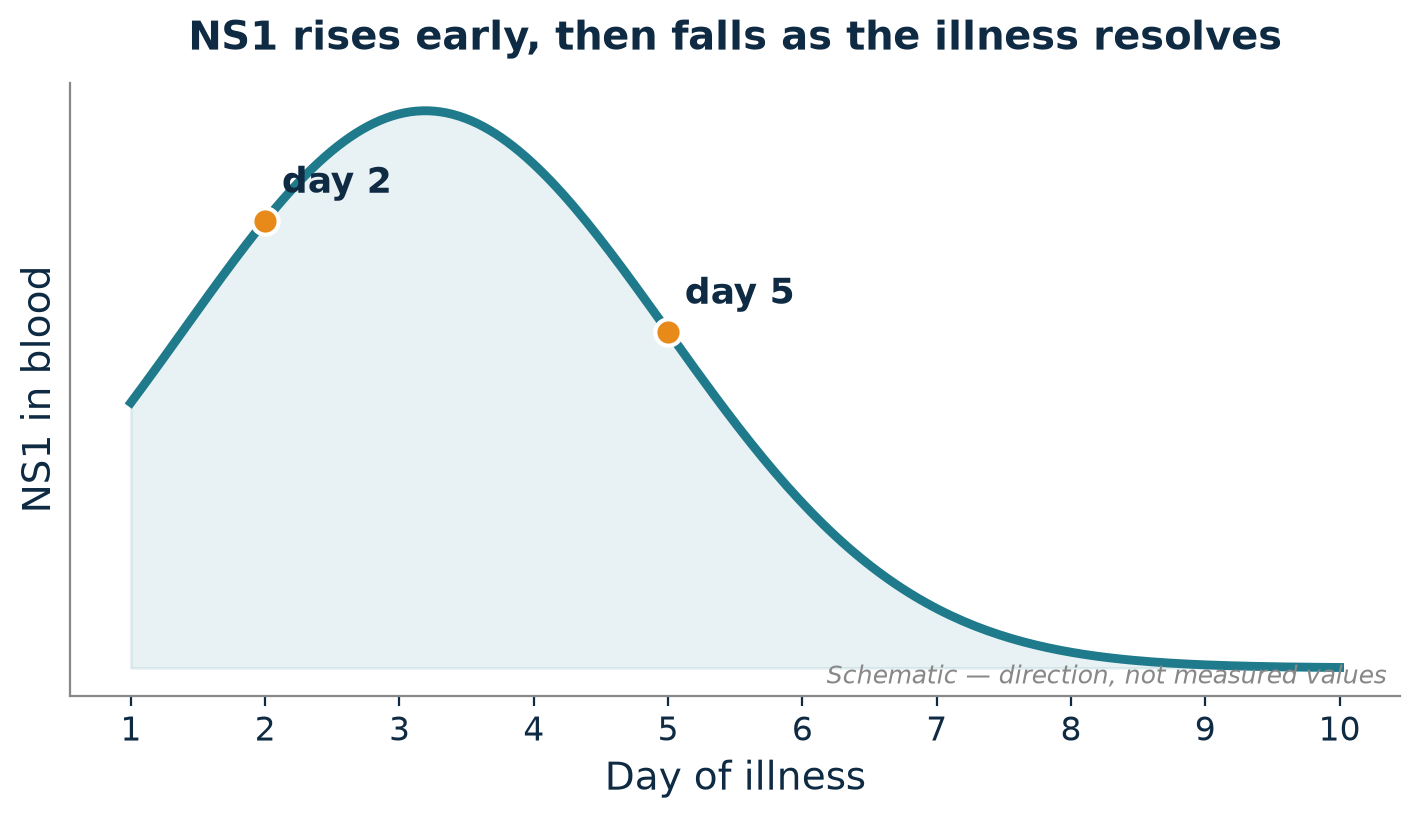 NS1 rises early, then falls as the illness resolves
NS1 in blood
day 2
day 5
Schematic — direction, not measured values
1 2 3 4 5 6 7 8 9 10
Day of illness